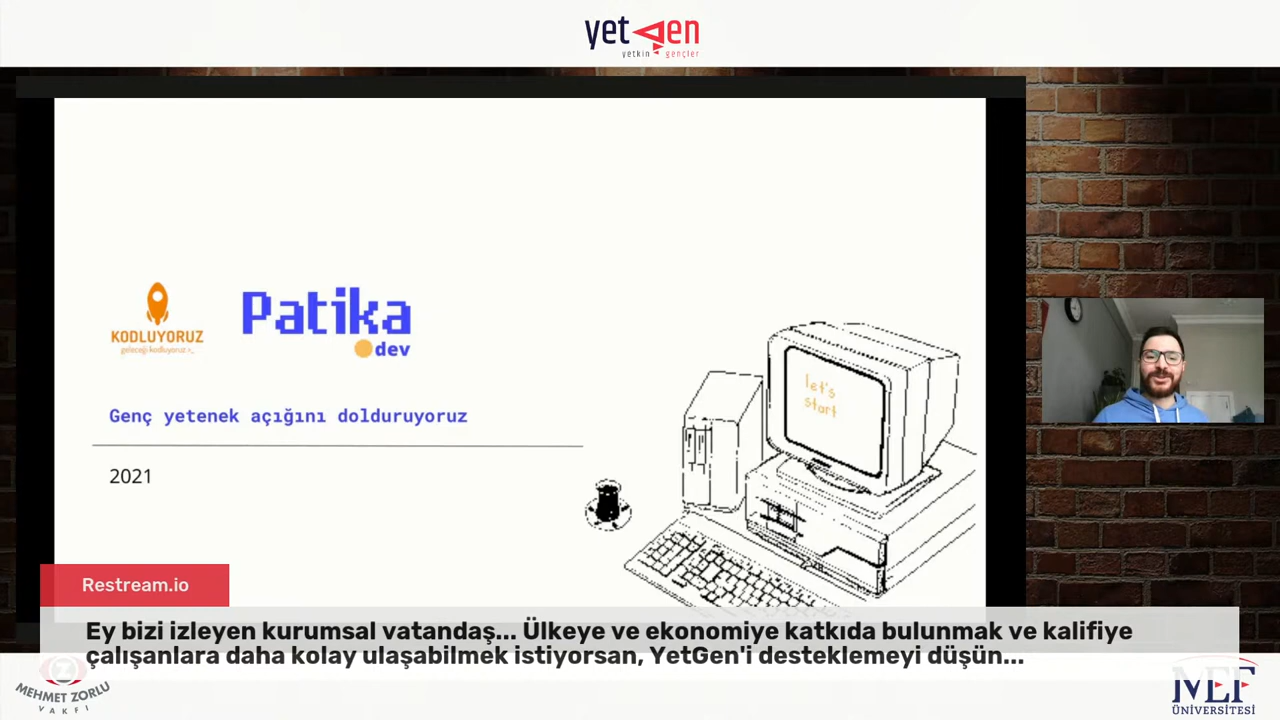 yet gen
yetkin gençler
KODLUYORUZ
geleceği kodluyoruz >_
Patika
dev
Genç yetenek açığını dolduruyoruz
2021
let's
start
Restream.io
Ey bizi izleyen kurumsal vatandaş... Ülkeye ve ekonomiye katkıda bulunmak ve kalifiye
çalışanlara daha kolay ulaşabilmek istiyorsan, YetGen'i desteklemeyi düşün...
MEHMET ZORLU
VAKFI
MEF
ÜNİVERSİTESİ